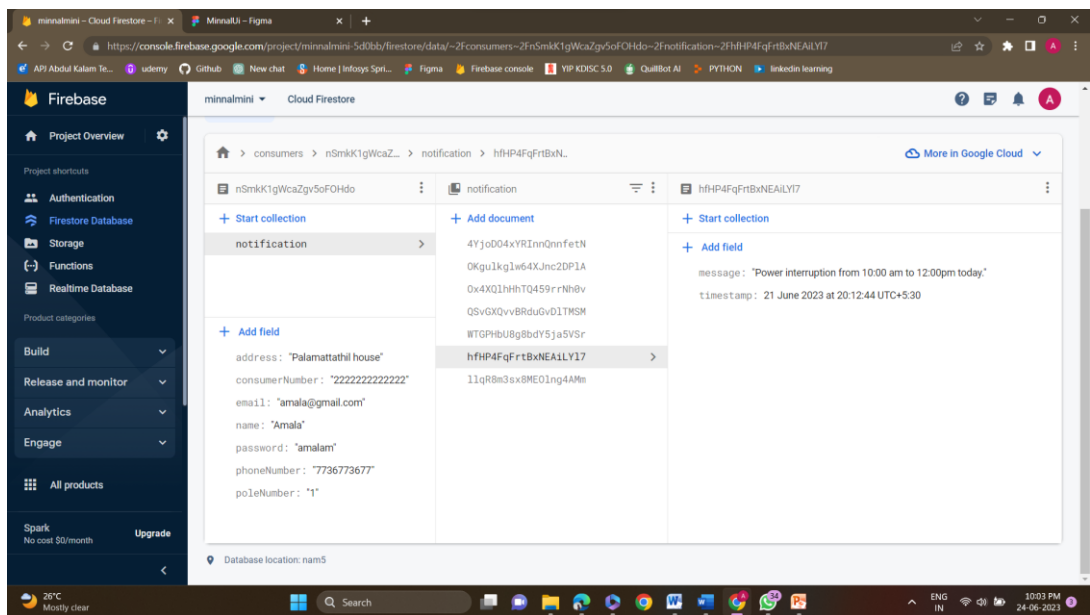 minnalmini – Cloud Firestore – Fi
MinnalUi – Figma
https://console.firebase.google.com/project/minnalmini-5d0bb/firestore/data/~2Fconsumers~2FnSmkK1gWcaZgv5oFOHdo~2Fnotification~2FhfHP4FqFrtBxNEAiLYl7
APJ Abdul Kalam Te... udemy Github New chat Home | Infosys Spri... Figma Firebase console YIP KDISC 5.0 QuillBot AI PYTHON linkedin learning
Firebase
minnalmini Cloud Firestore
A
Project Overview
consumers > nSmkK1gWcaZ... > notification > hfHP4FqFrtBxN...
More in Google Cloud
Project shortcuts
Authentication
Firestore Database
Storage
Functions
Realtime Database
Product categories
Build
Release and monitor
Analytics
Engage
All products
Spark
No cost $0/month
Upgrade
nSmkK1gWcaZgv5oFOHdo
+ Start collection
notification
+ Add field
address: "Palamattathil house"
consumerNumber: "2222222222222"
email: "amala@gmail.com"
name: "Amala"
password: "amalam"
phoneNumber: "7736773677"
poleNumber: "1"
notification
+ Add document
4YjoDO4xYRInnQnnfetN
OKgulkglw64XJnc2DPlA
Ox4XQlhHhTQ459rrNh0v
QSvGXQvvBRduGvDlTMSM
WTGPHbU8g8bdY5ja5VSr
hfHP4FqFrtBxNEAiLYl7
llqR8m3sx8MEOlng4AMm
hfHP4FqFrtBxNEAiLYl7
+ Start collection
+ Add field
message: "Power interruption from 10:00 am to 12:00pm today."
timestamp: 21 June 2023 at 20:12:44 UTC+5:30
Database location: nam5
26°C
Mostly clear
Search
34
ENG
IN
10:03 PM
24-06-2023